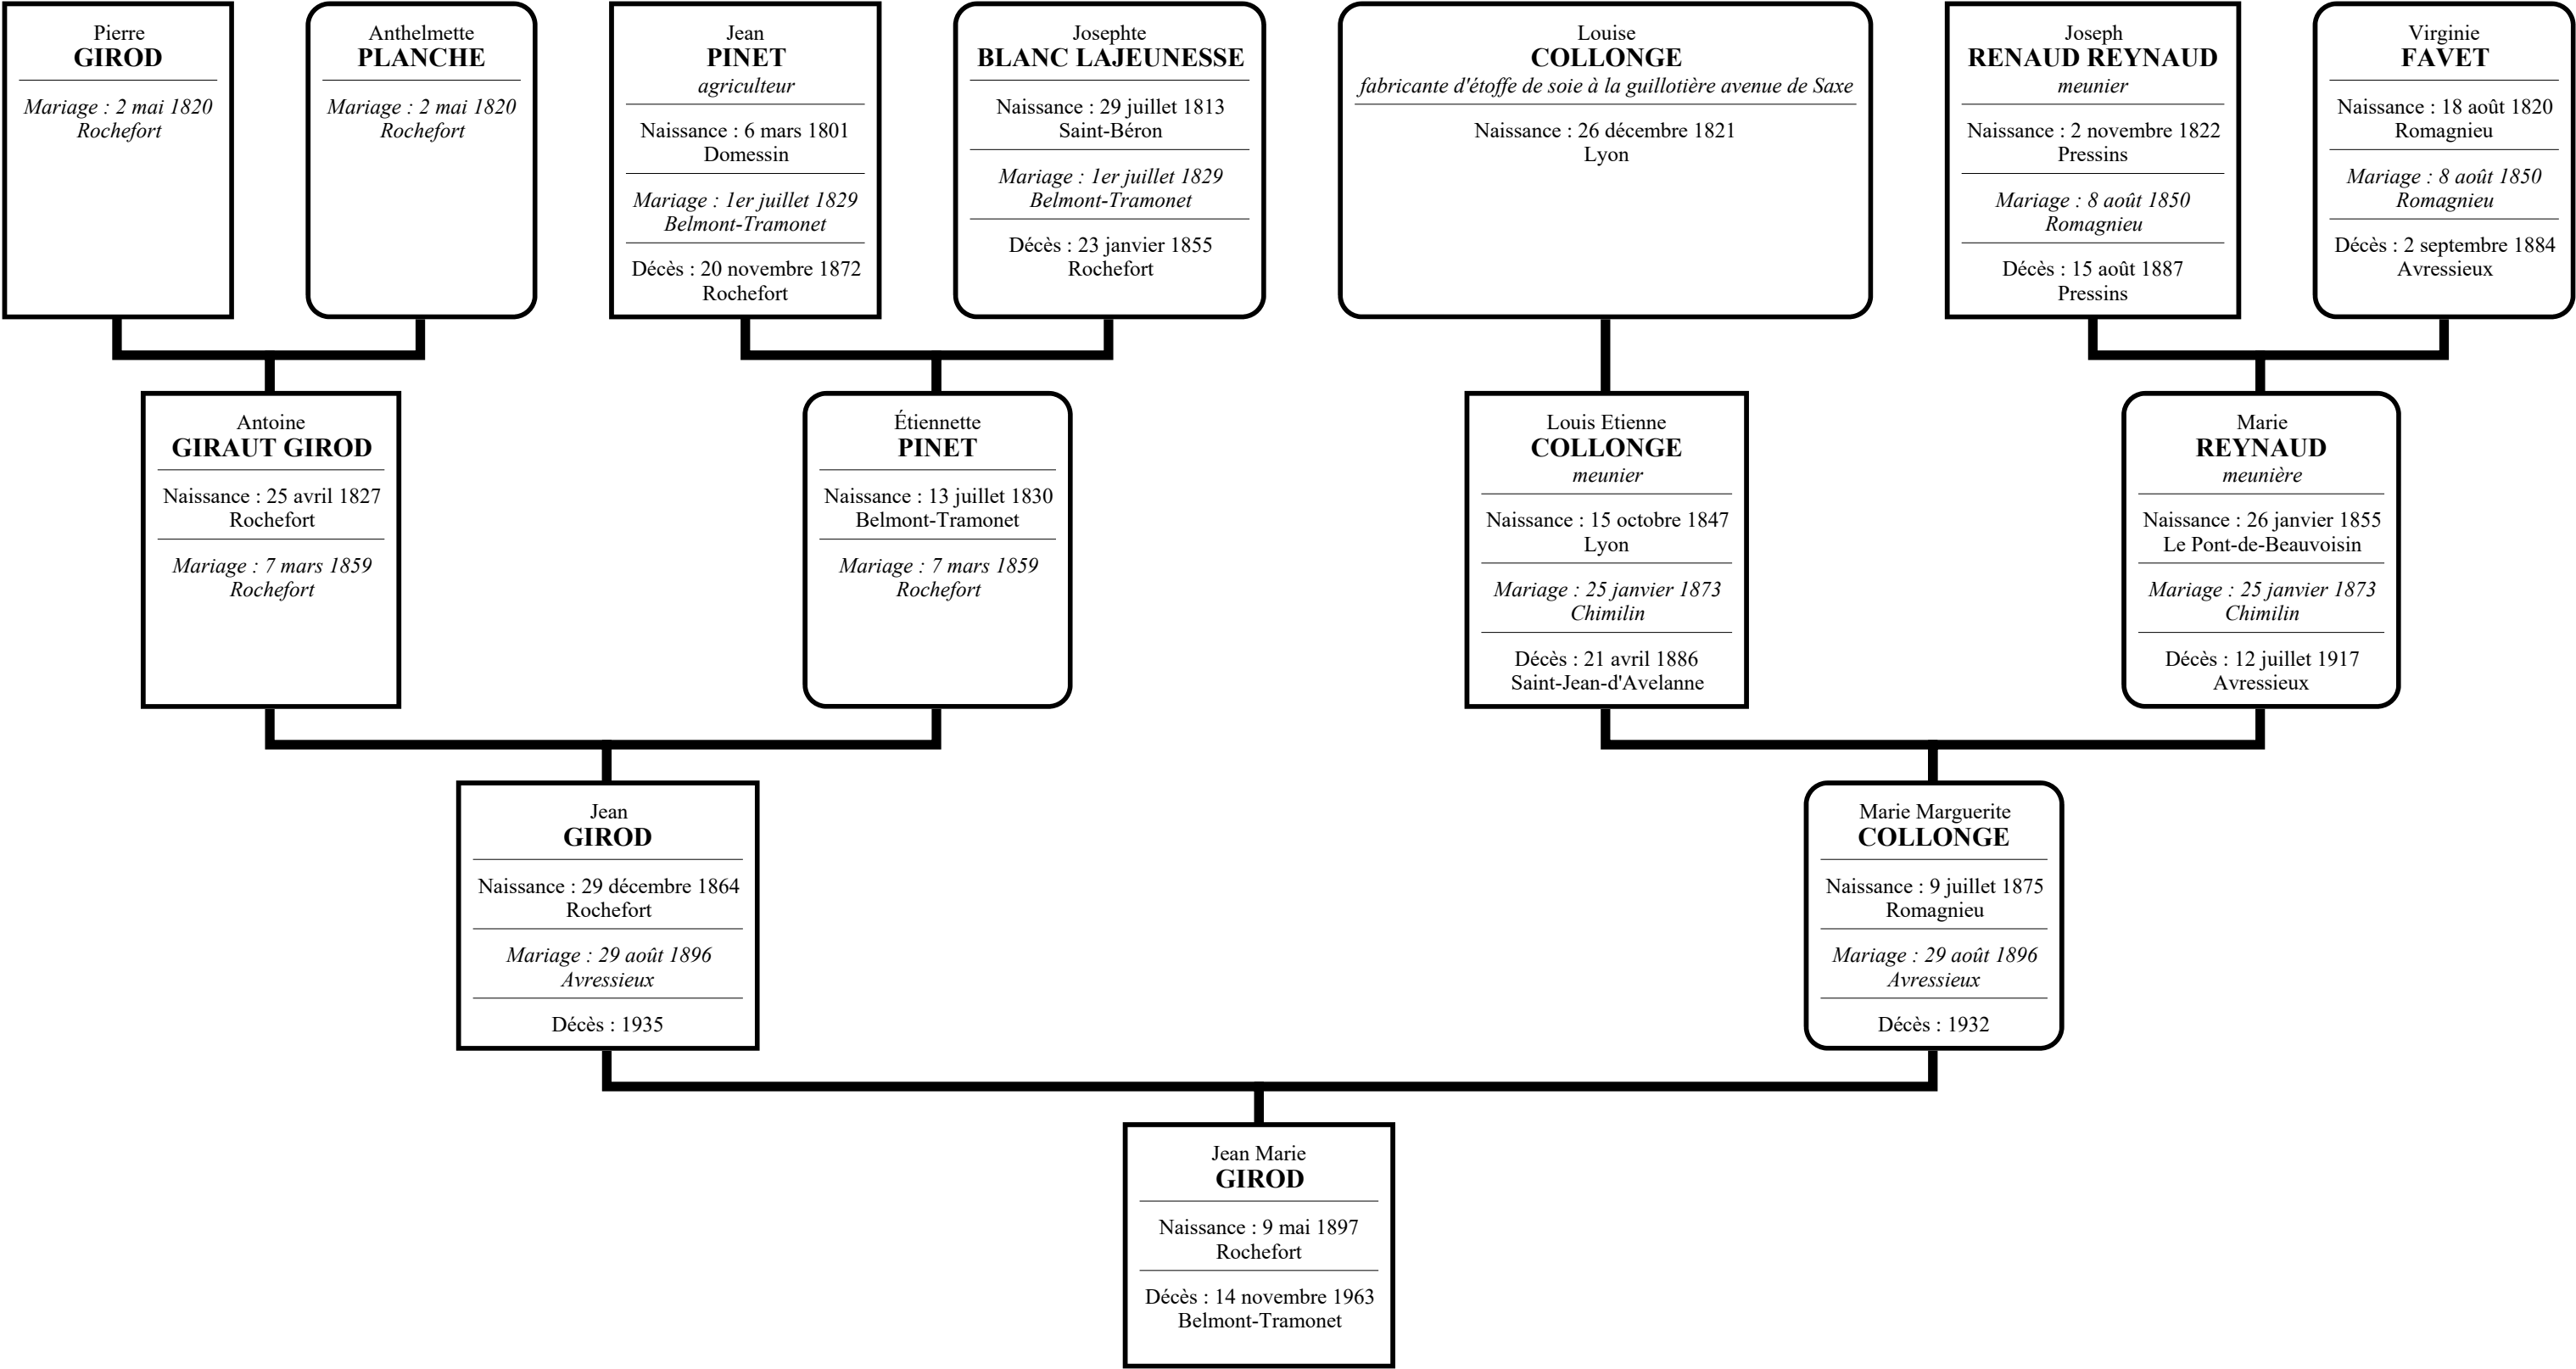 Pierre
GIROD
Mariage : 2 mai 1820
Rochefort
Anthelmette
PLANCHE
Mariage : 2 mai 1820
Rochefort
Jean
PINET
agriculteur
Naissance : 6 mars 1801
Domessin
Mariage : 1er juillet 1829
Belmont-Tramonet
Décès : 20 novembre 1872
Rochefort
Josephte
BLANC LAJEUNESSE
Naissance : 29 juillet 1813
Saint-Béron
Mariage : 1er juillet 1829
Belmont-Tramonet
Décès : 23 janvier 1855
Rochefort
Louise
COLLONGE
fabricante d'étoffe de soie à la guillotière avenue de Saxe
Naissance : 26 décembre 1821
Lyon
Joseph
RENAUD REYNAUD
meunier
Naissance : 2 novembre 1822
Pressins
Mariage : 8 août 1850
Romagnieu
Décès : 15 août 1887
Pressins
Virginie
FAVET
Naissance : 18 août 1820
Romagnieu
Mariage : 8 août 1850
Romagnieu
Décès : 2 septembre 1884
Avressieux
Antoine
GIRAUT GIROD
Naissance : 25 avril 1827
Rochefort
Mariage : 7 mars 1859
Rochefort
Étiennette
PINET
Naissance : 13 juillet 1830
Belmont-Tramonet
Mariage : 7 mars 1859
Rochefort
Louis Etienne
COLLONGE
meunier
Naissance : 15 octobre 1847
Lyon
Mariage : 25 janvier 1873
Chimilin
Décès : 21 avril 1886
Saint-Jean-d'Avelanne
Marie
REYNAUD
meunière
Naissance : 26 janvier 1855
Le Pont-de-Beauvoisin
Mariage : 25 janvier 1873
Chimilin
Décès : 12 juillet 1917
Avressieux
Jean
GIROD
Naissance : 29 décembre 1864
Rochefort
Mariage : 29 août 1896
Avressieux
Décès : 1935
Marie Marguerite
COLLONGE
Naissance : 9 juillet 1875
Romagnieu
Mariage : 29 août 1896
Avressieux
Décès : 1932
Jean Marie
GIROD
Naissance : 9 mai 1897
Rochefort
Décès : 14 novembre 1963
Belmont-Tramonet